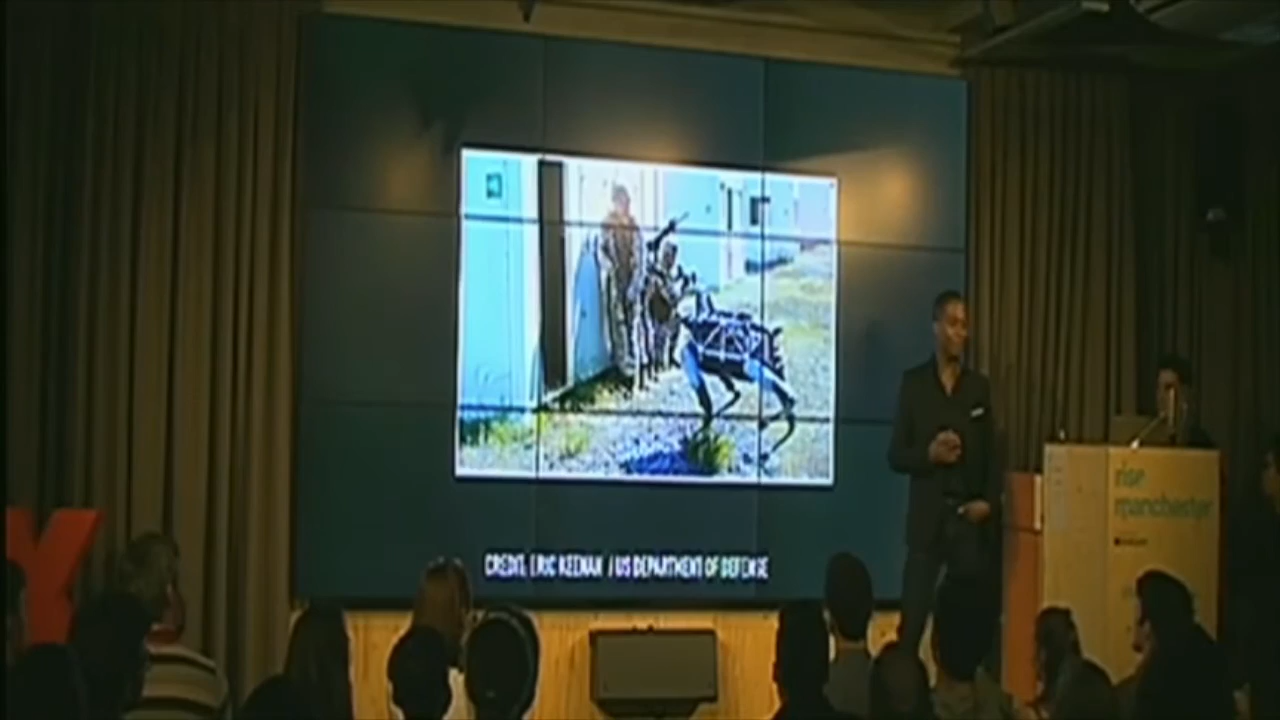 CREDIT: ERIC KEENAN / US DEPARTMENT OF DEFENSE
rise
manchester
Y